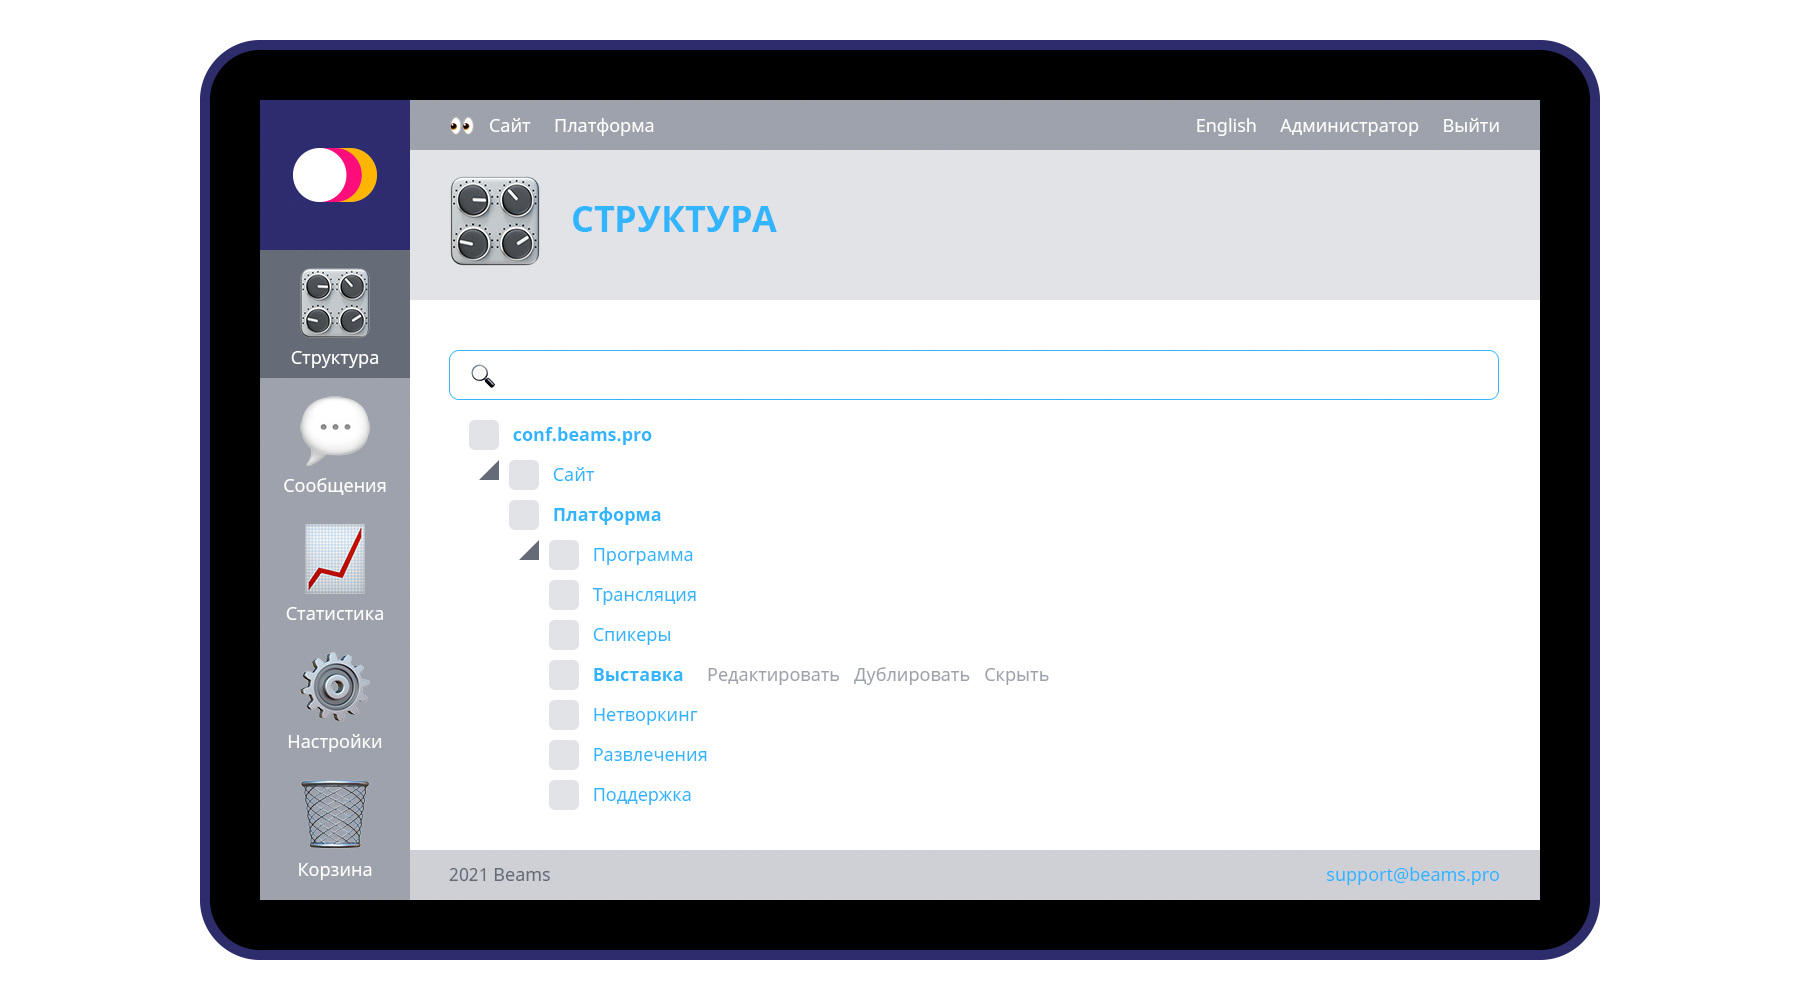 Сайт Платформа English Администратор Выйти
СТРУКТУРА
Структура
Сообщения
Статистика
Настройки
Корзина
conf.beams.pro
Сайт
Платформа
Программа
Трансляция
Спикеры
Выставка Редактировать Дублировать Скрыть
Нетворкинг
Развлечения
Поддержка
2021 Beams support@beams.pro